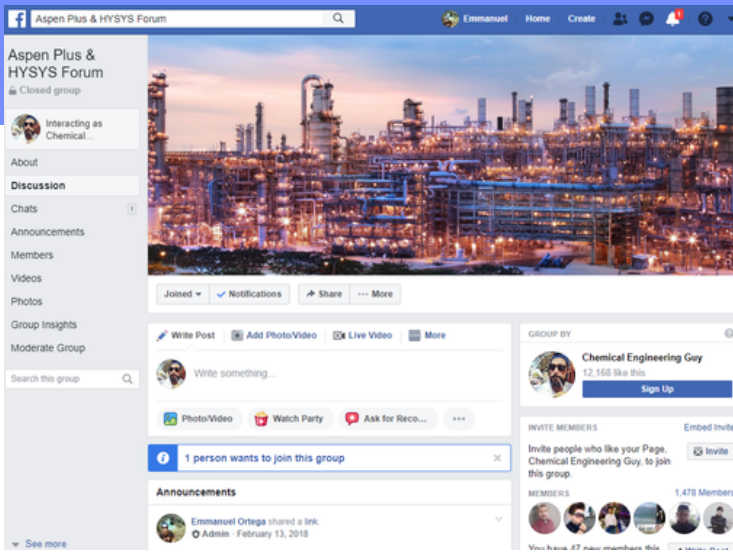 Aspen Plus & HYSYS Forum
Emmanuel Home Create 1
Aspen Plus &
HYSYS Forum
Closed group
Interacting as
Chemical...
About
Discussion
Chats 1
Announcements
Members
Videos
Photos
Group Insights
Moderate Group
Search this group
See more
Joined Notifications Share More
Write Post Add Photo/Video Live Video More
Write something...
Photo/Video Watch Party Ask for Reco...
1 person wants to join this group
Announcements
Emmanuel Ortega shared a link.
Admin · February 13, 2018
GROUP BY
Chemical Engineering Guy
12,168 like this
Sign Up
INVITE MEMBERS Embed Invite
Invite people who like your Page,
Chemical Engineering Guy, to join
this group.
Invite
MEMBERS 1,478 Members
You have 47 new members this
Write Post